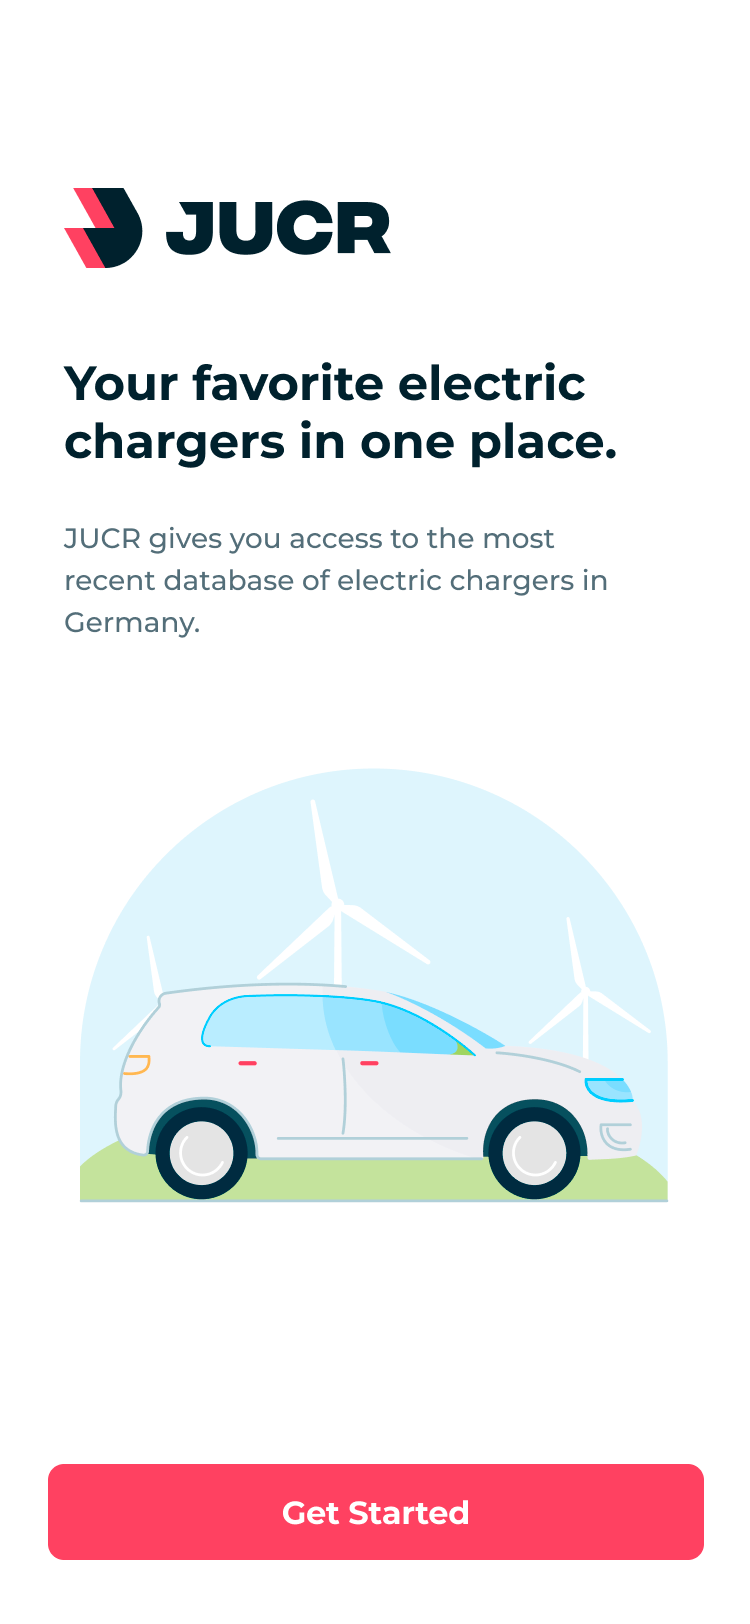 JUCR
Your favorite electric
chargers in one place.
JUCR gives you access to the most
recent database of electric chargers in
Germany.
Get Started